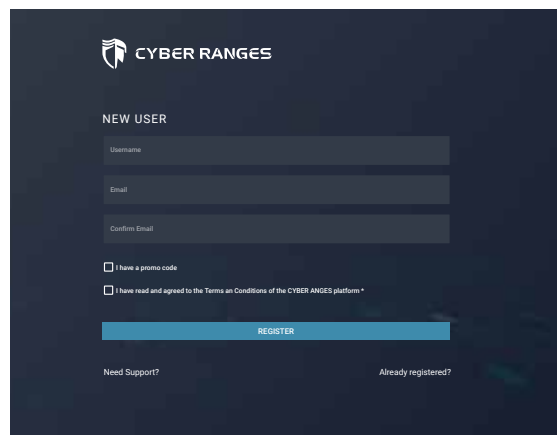 CYBER RANGES
NEW USER
Username
Email
Confirm Email
I have a promo code
I have read and agreed to the Terms an Conditions of the CYBER ANGES platform *
REGISTER
Need Support?
Already registered?